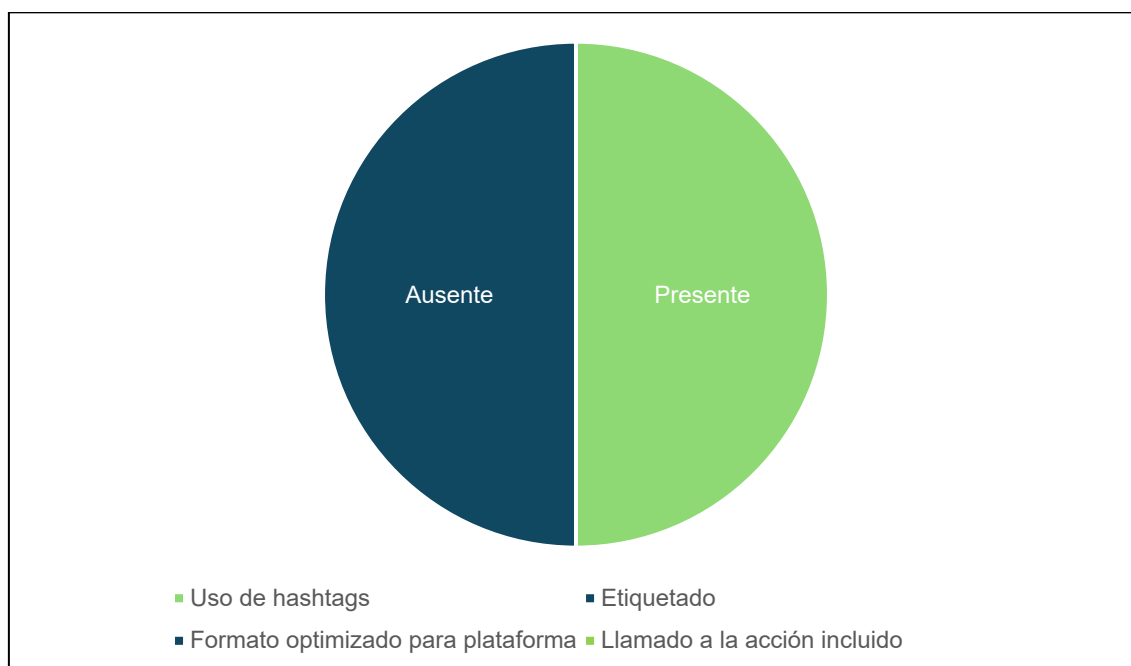 Ausente
Presente
Uso de hashtags
Etiquetado
Formato optimizado para plataforma
Llamado a la acción incluido